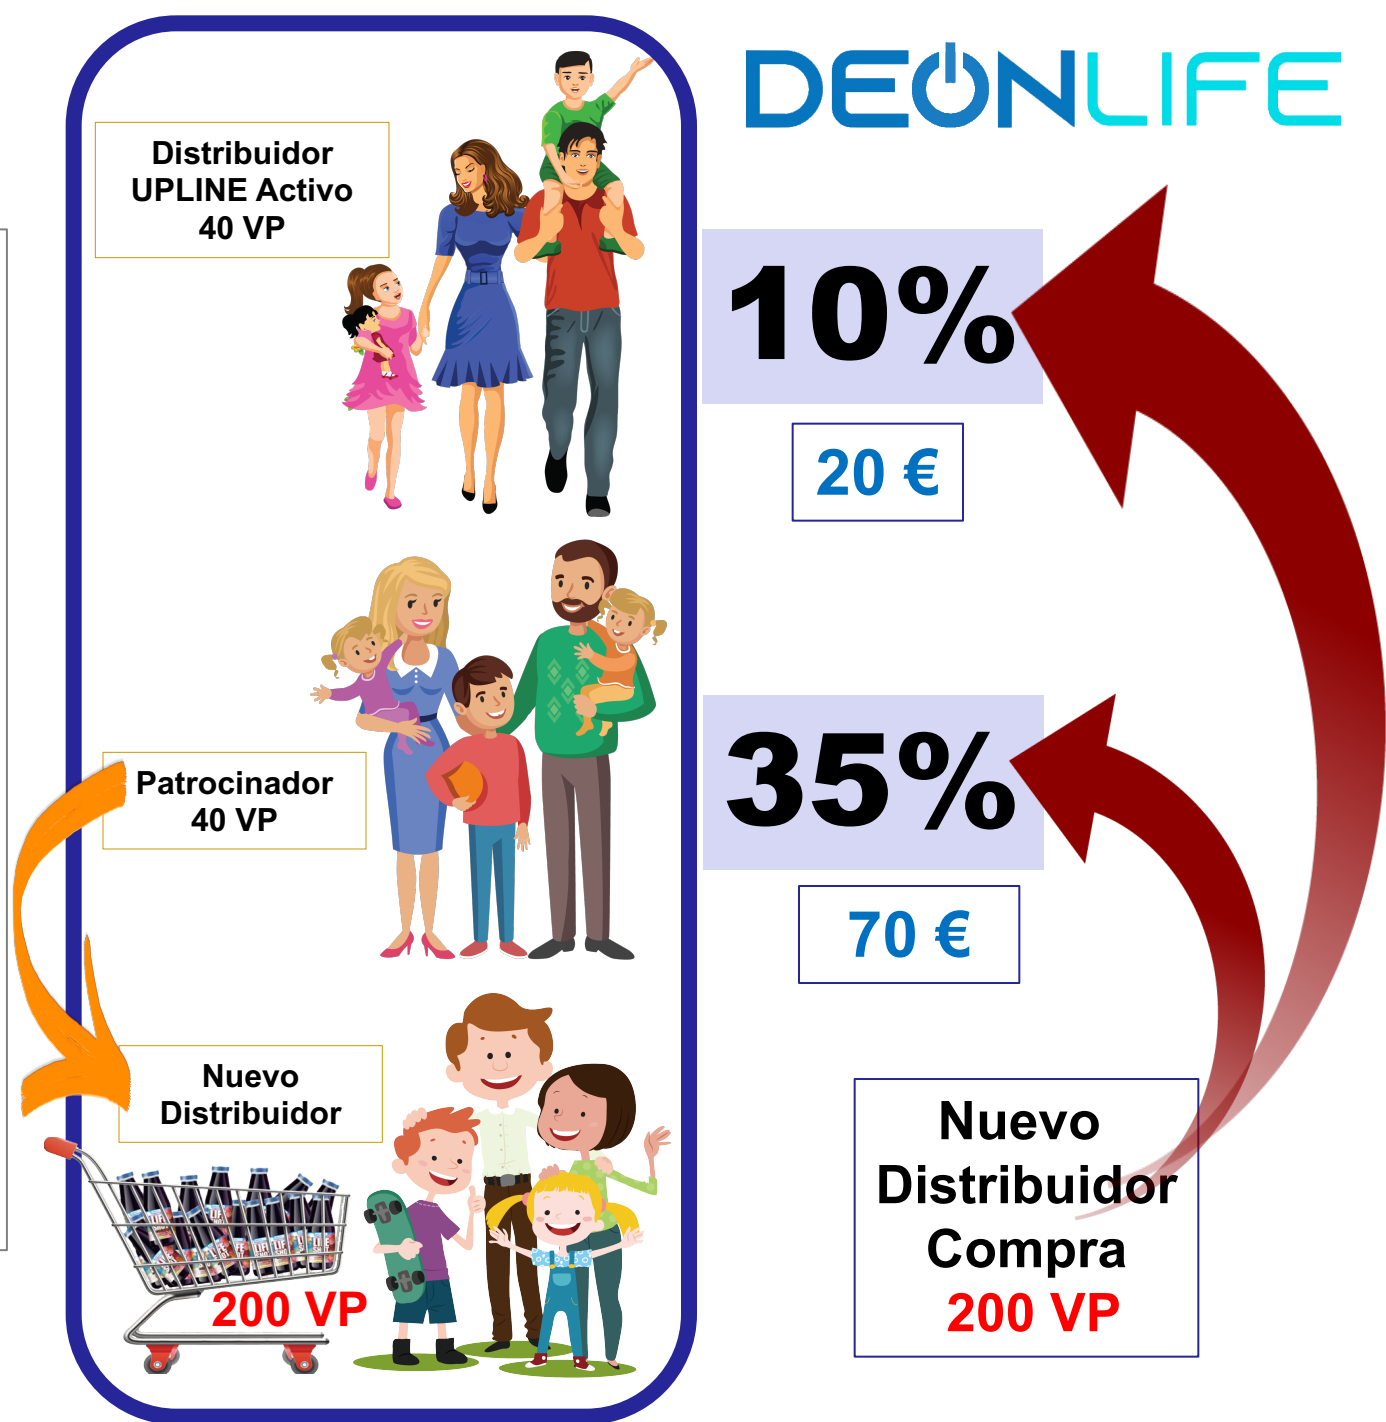 DEONLIFE
Distribuidor
UPLINE Activo
40 VP
10%
20 €
Patrocinador
40 VP
35%
70 €
Nuevo
Distribuidor
200 VP
Nuevo
Distribuidor
Compra
200 VP